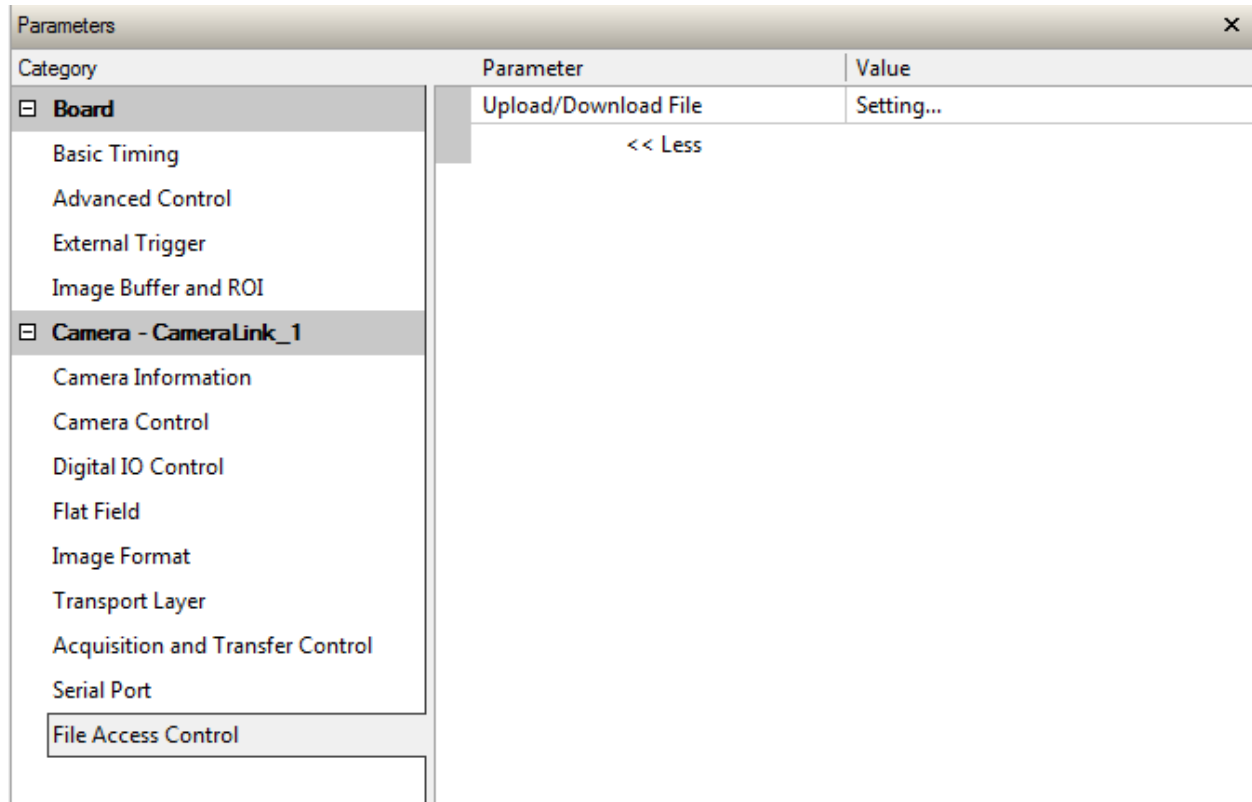 Parameters
Category Parameter Value
Board Upload/Download File Setting...
Basic Timing << Less
Advanced Control
External Trigger
Image Buffer and ROI
Camera - CameraLink_1
Camera Information
Camera Control
Digital IO Control
Flat Field
Image Format
Transport Layer
Acquisition and Transfer Control
Serial Port
File Access Control